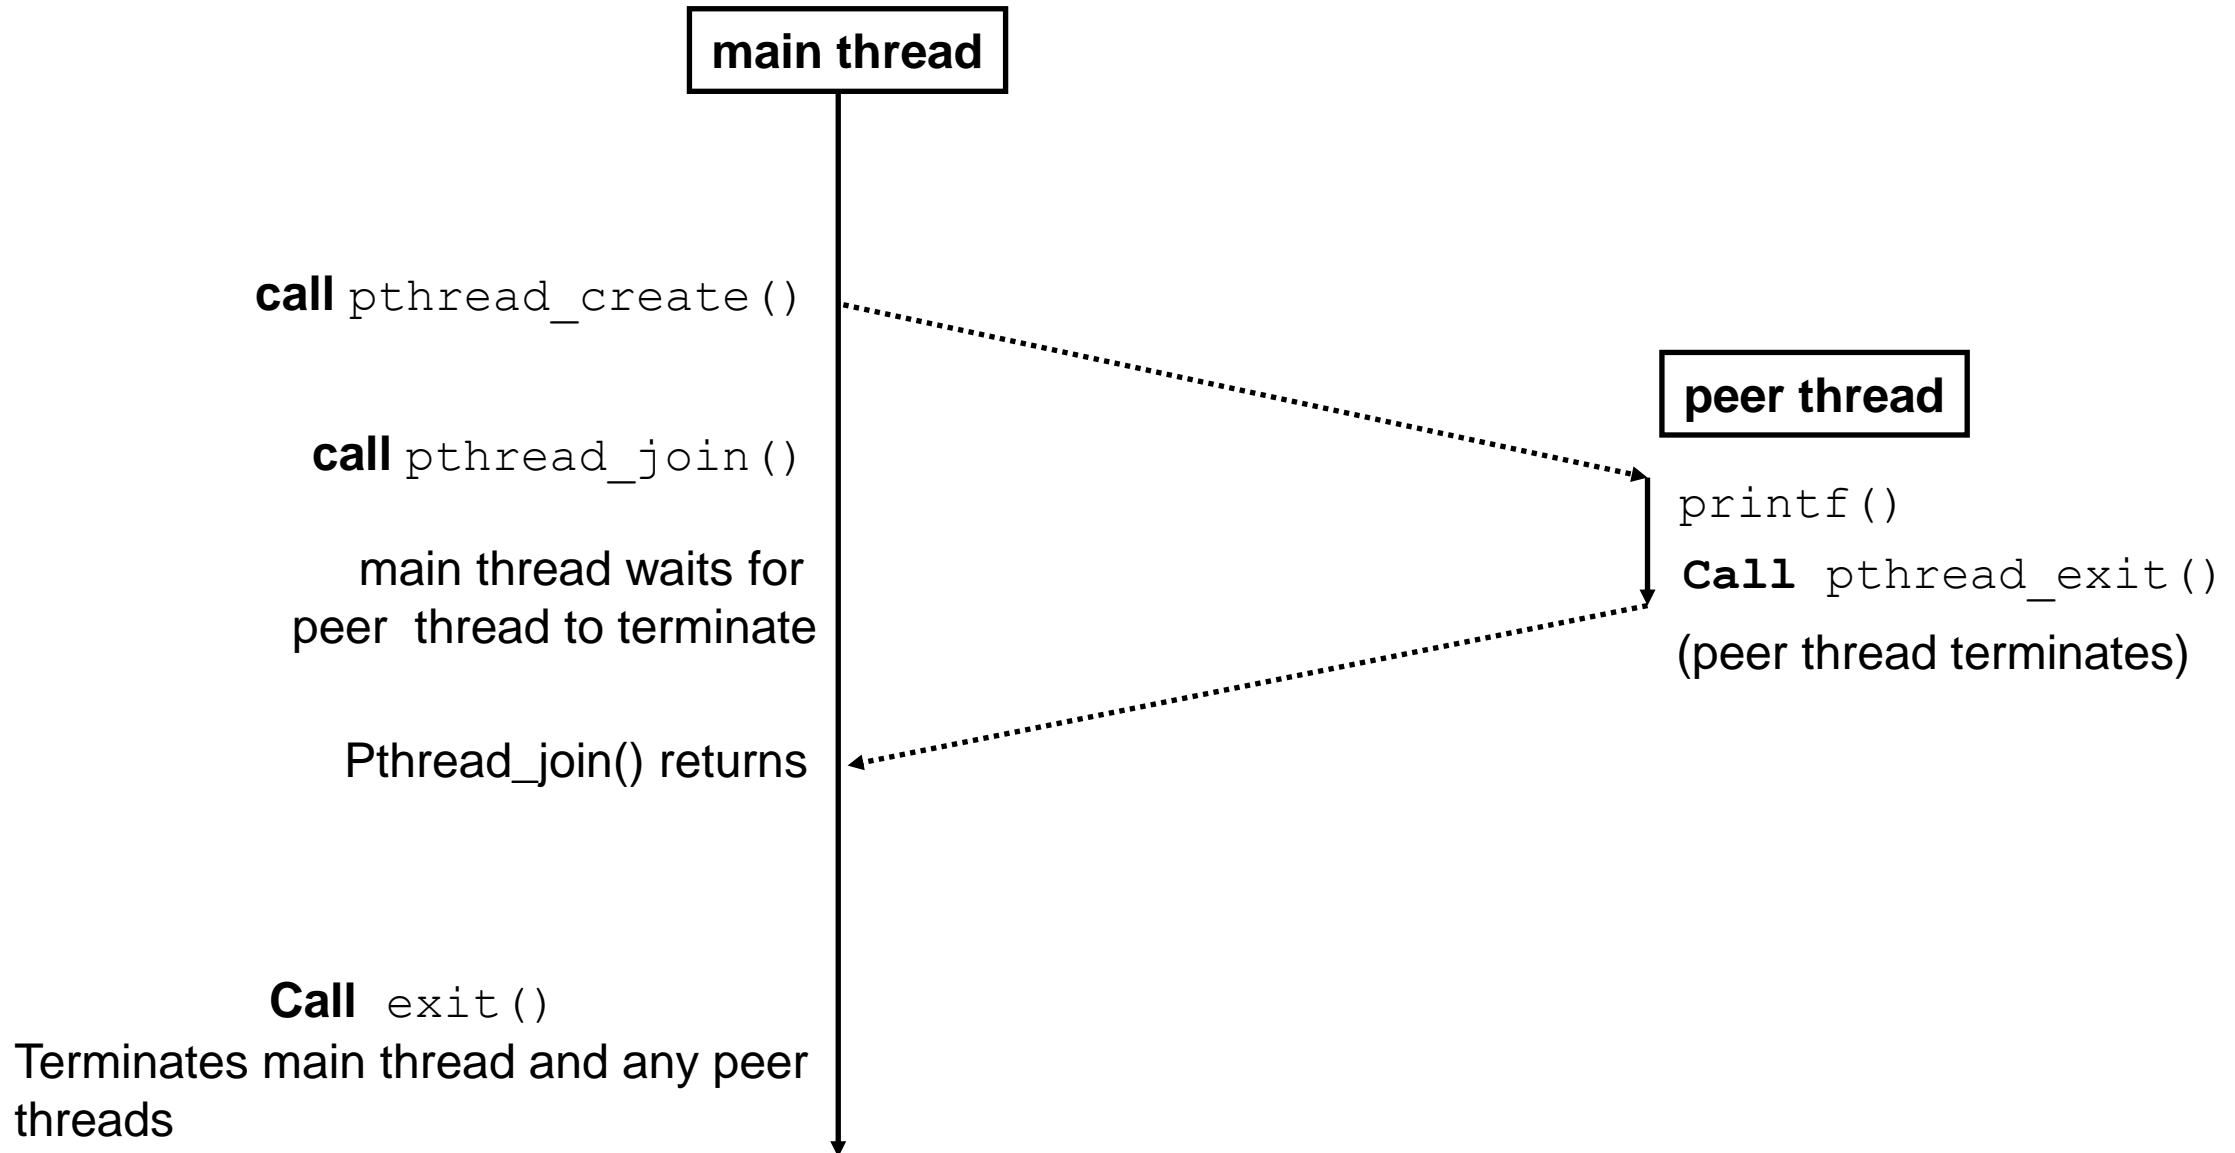 main thread
call pthread_create()
peer thread
call pthread_join()
printf()
main thread waits for
peer thread to terminate
Call pthread_exit()
(peer thread terminates)
Pthread_join() returns
Call exit()
Terminates main thread and any peer
threads